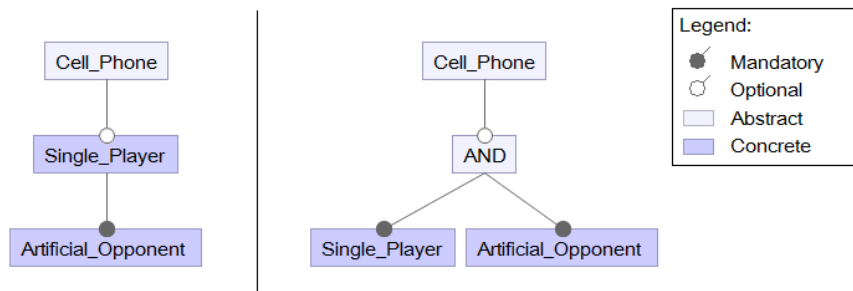 Cell_Phone
Single_Player
Artificial_Opponent
Cell_Phone
AND
Single_Player
Artificial_Opponent
Legend:
Mandatory
Optional
Abstract
Concrete